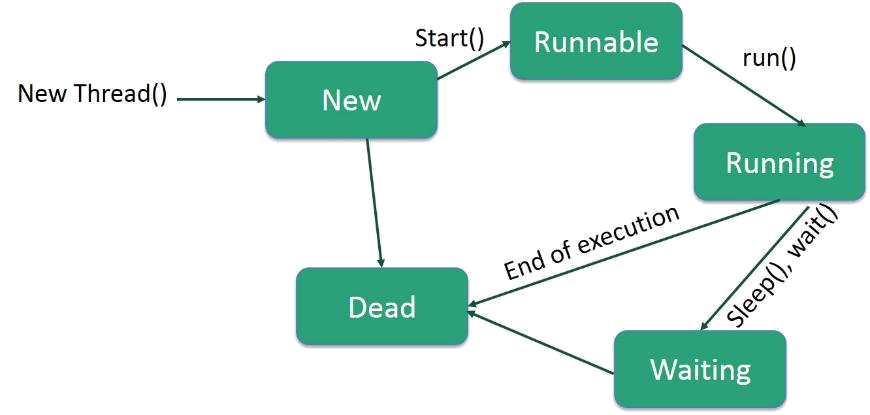 Start()
Runnable
run()
New Thread()
New
Running
End of execution
Sleep(), wait()
Dead
Waiting